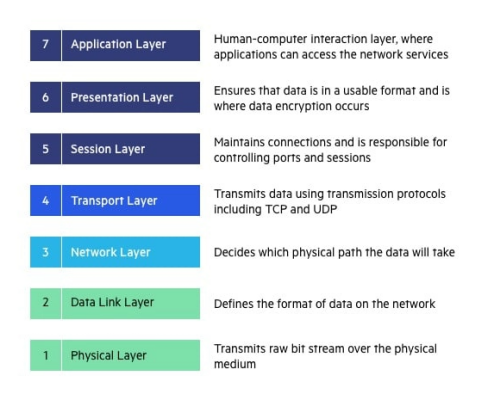 7 Application Layer
Human-computer interaction layer, where
applications can access the network services
6 Presentation Layer
Ensures that data is in a usable format and is
where data encryption occurs
5 Session Layer
Maintains connections and is responsible for
controlling ports and sessions
4 Transport Layer
Transmits data using transmission protocols
including TCP and UDP
3 Network Layer
Decides which physical path the data will take
2 Data Link Layer
Defines the format of data on the network
1 Physical Layer
Transmits raw bit stream over the physical
medium